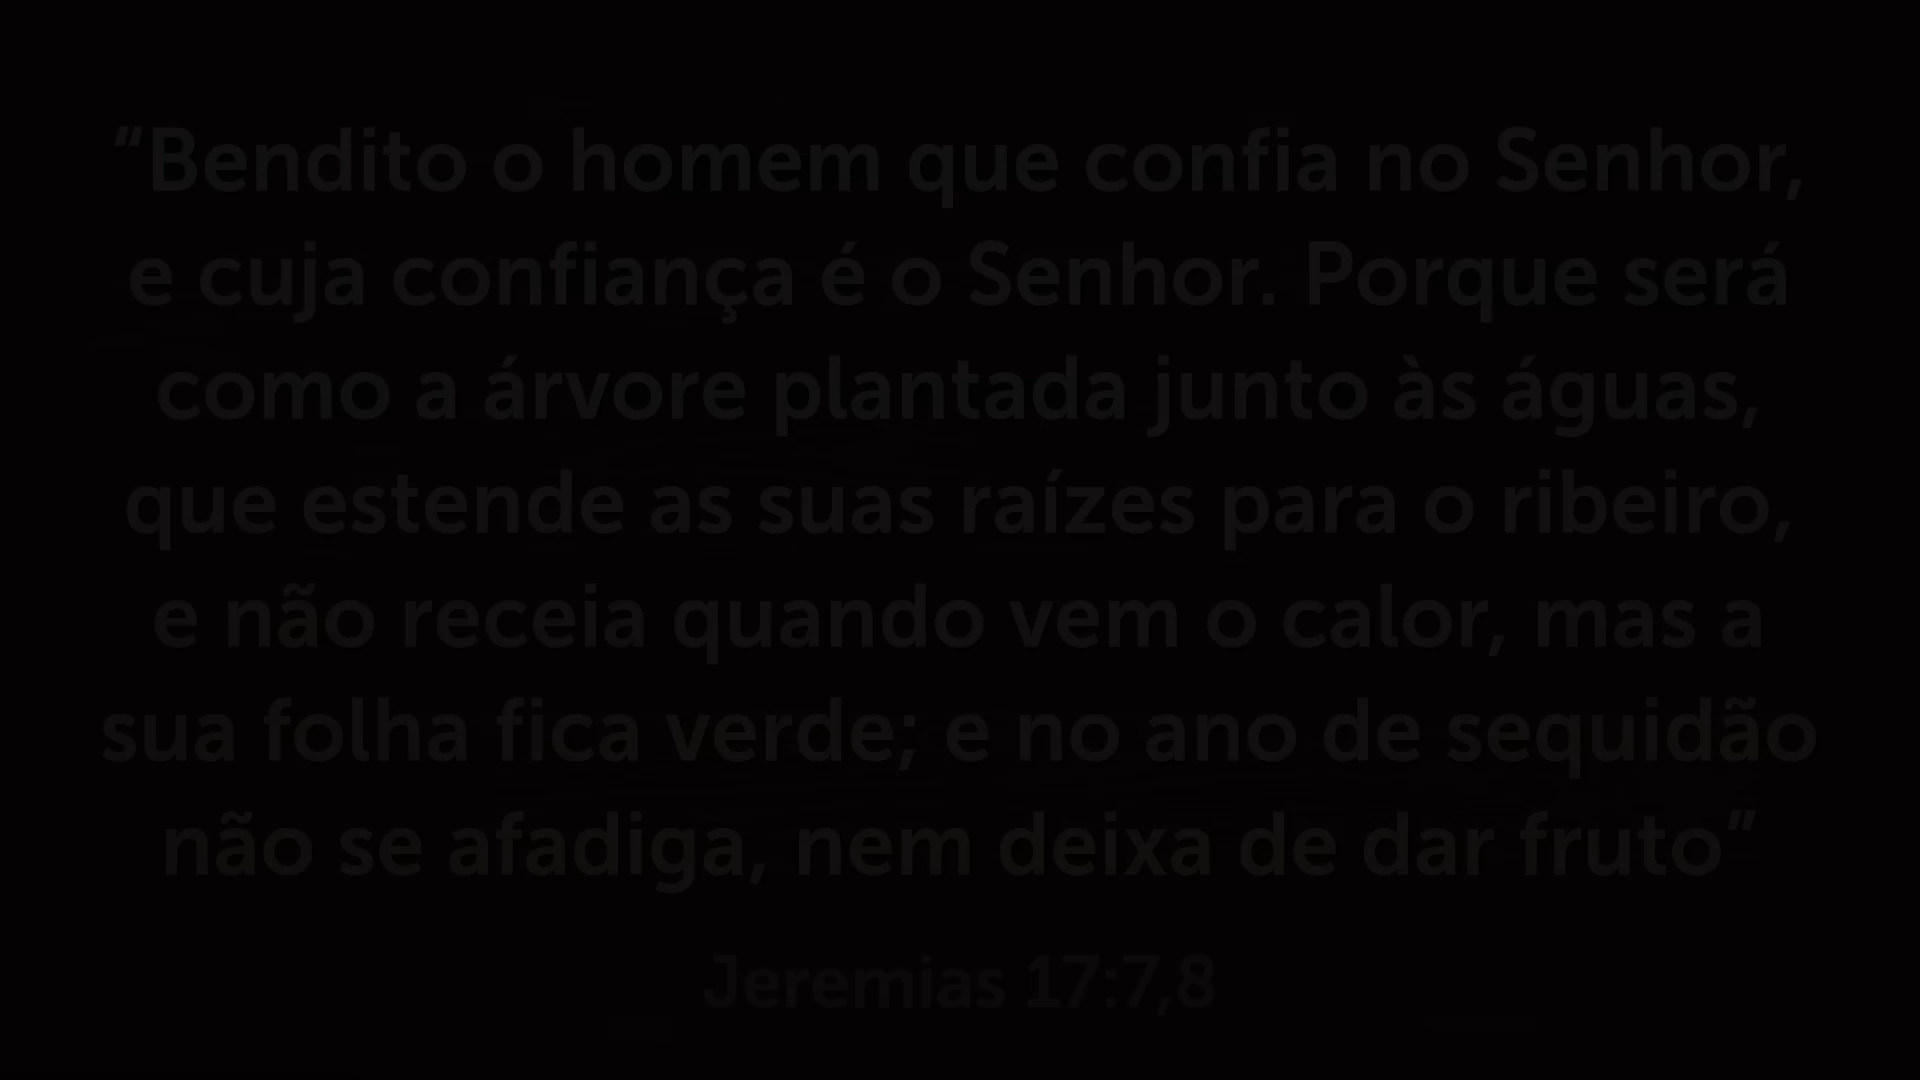 “Bendito o homem que confia no Senhor,
e cuja confiança é o Senhor. Porque será
como a árvore plantada junto às águas,
que estende as suas raízes para o ribeiro,
e não receia quando vem o calor, mas a
sua folha fica verde; e no ano de sequidão
não se afadiga, nem deixa de dar fruto”
Jeremias 17:7,8